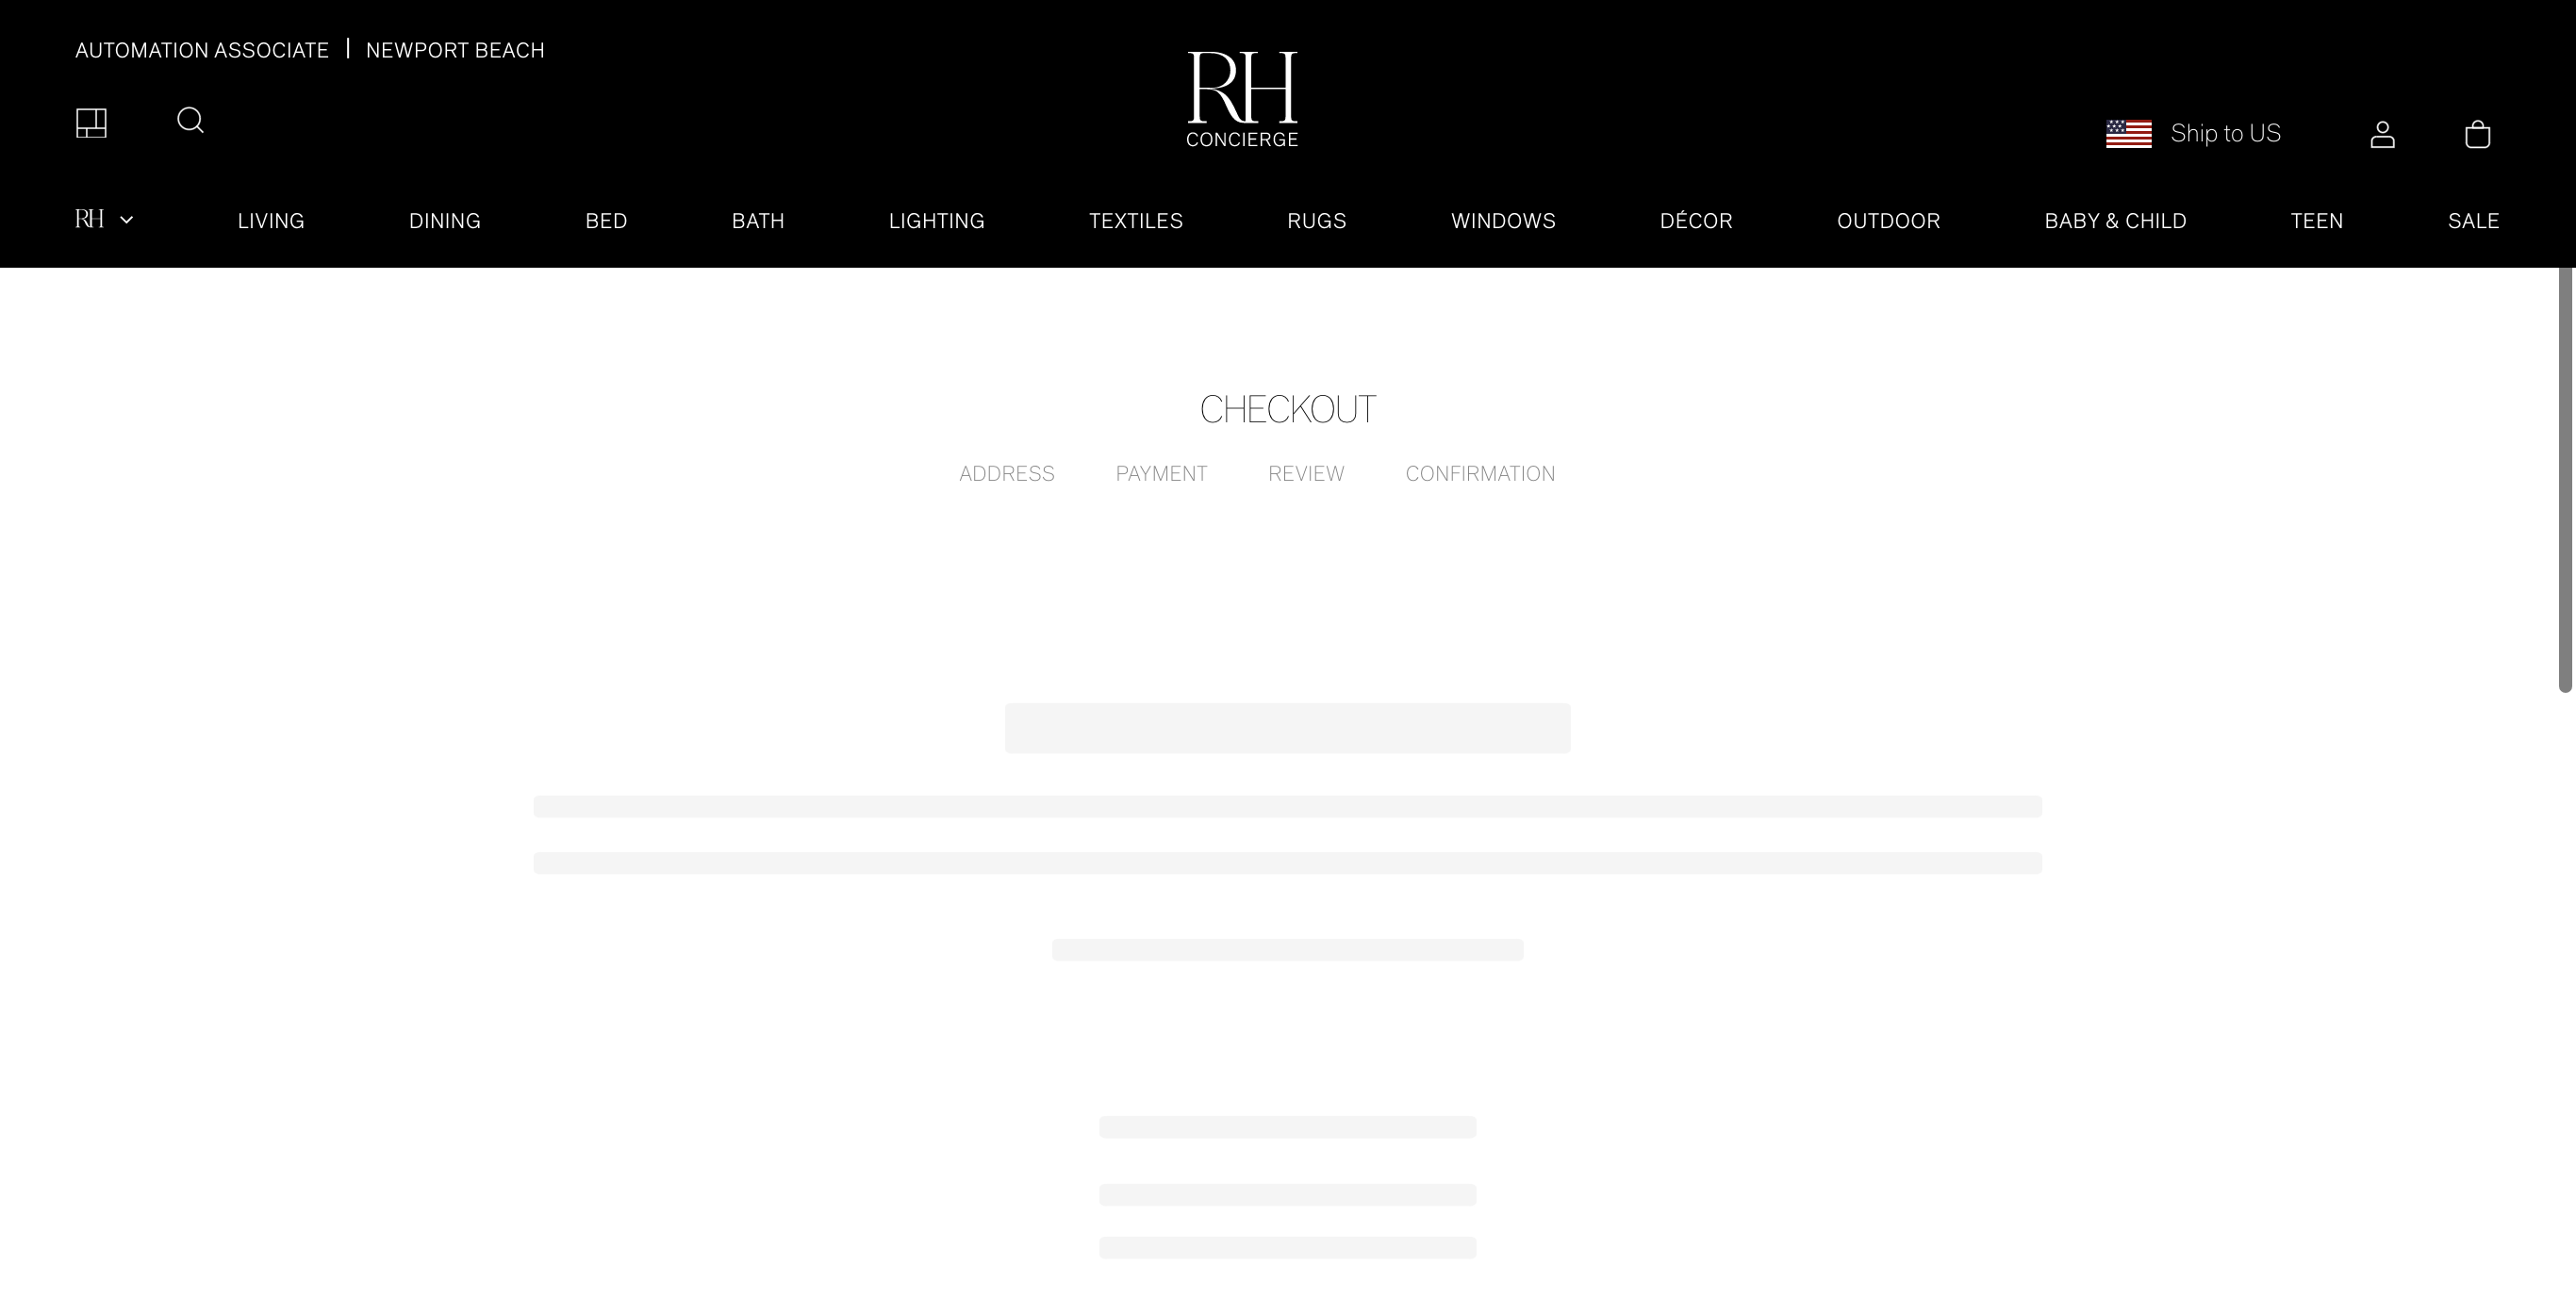 AUTOMATION ASSOCIATE | NEWPORT BEACH
RH
CONCIERGE
Ship to US
RH LIVING DINING BED BATH LIGHTING TEXTILES RUGS WINDOWS DÉCOR OUTDOOR BABY & CHILD TEEN SALE
CHECKOUT
ADDRESS PAYMENT REVIEW CONFIRMATION